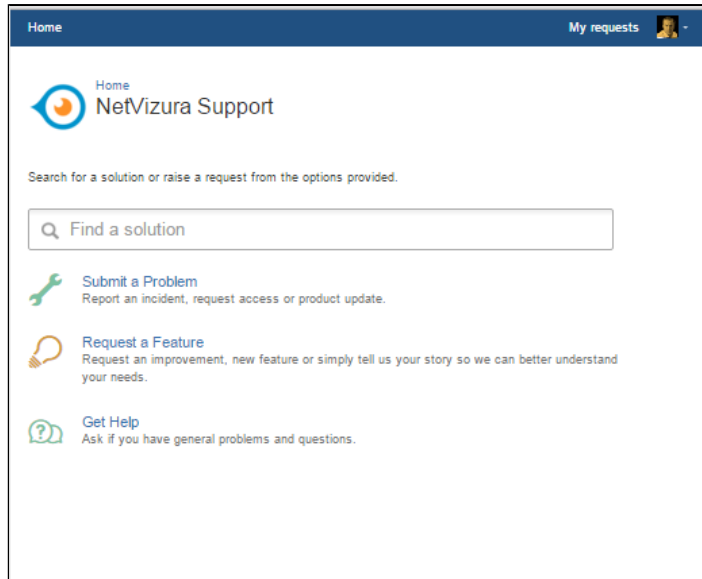 Home
My requests
Home
NetVizura Support
Search for a solution or raise a request from the options provided.
Find a solution
Submit a Problem
Report an incident, request access or product update.
Request a Feature
Request an improvement, new feature or simply tell us your story so we can better understand
your needs.
Get Help
Ask if you have general problems and questions.